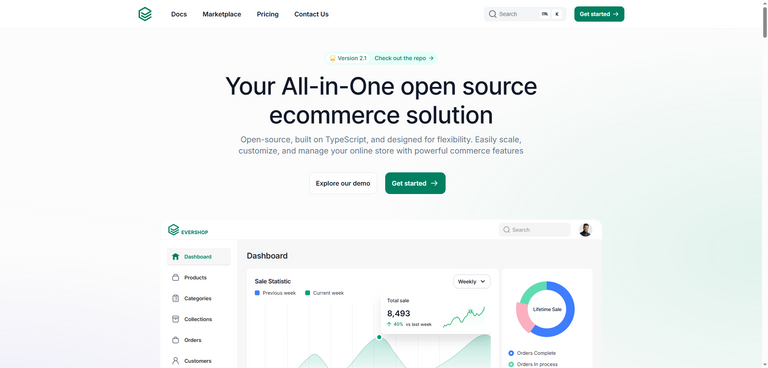 Docs Marketplace Pricing Contact Us Search K Get started →
Version 2.1 Check out the repo →
Your All-in-One open source
ecommerce solution
Open-source, built on TypeScript, and designed for flexibility. Easily scale,
customize, and manage your online store with powerful commerce features
Explore our demo Get started →
EVERSHOP Search
Dashboard
Products
Categories
Collections
Orders
Customers
Dashboard
Sale Statistic Weekly
Previous week Current week
Total sale
8,493
40% vs last week
Lifetime Sale
Orders Complete
Orders In process